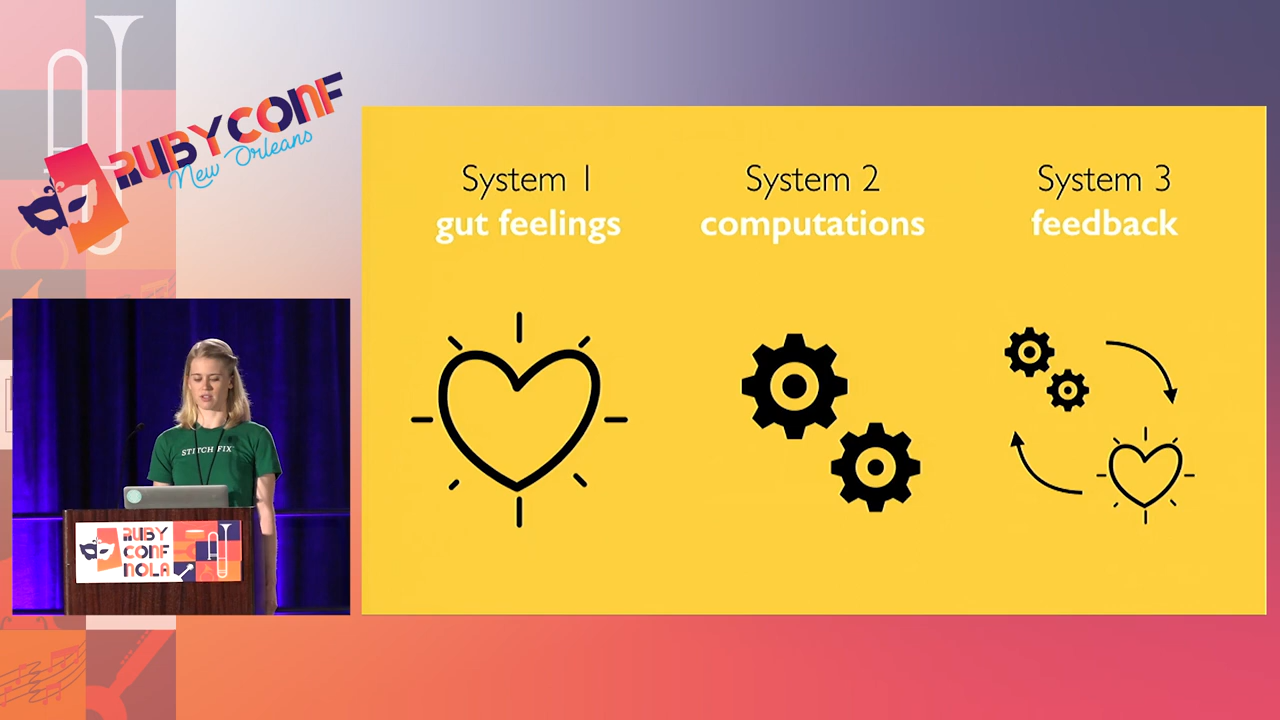 RUBYCONF
New Orleans
System 1
gut feelings
System 2
computations
System 3
feedback
STITCH FIX
RUBY
CONF
NOLA